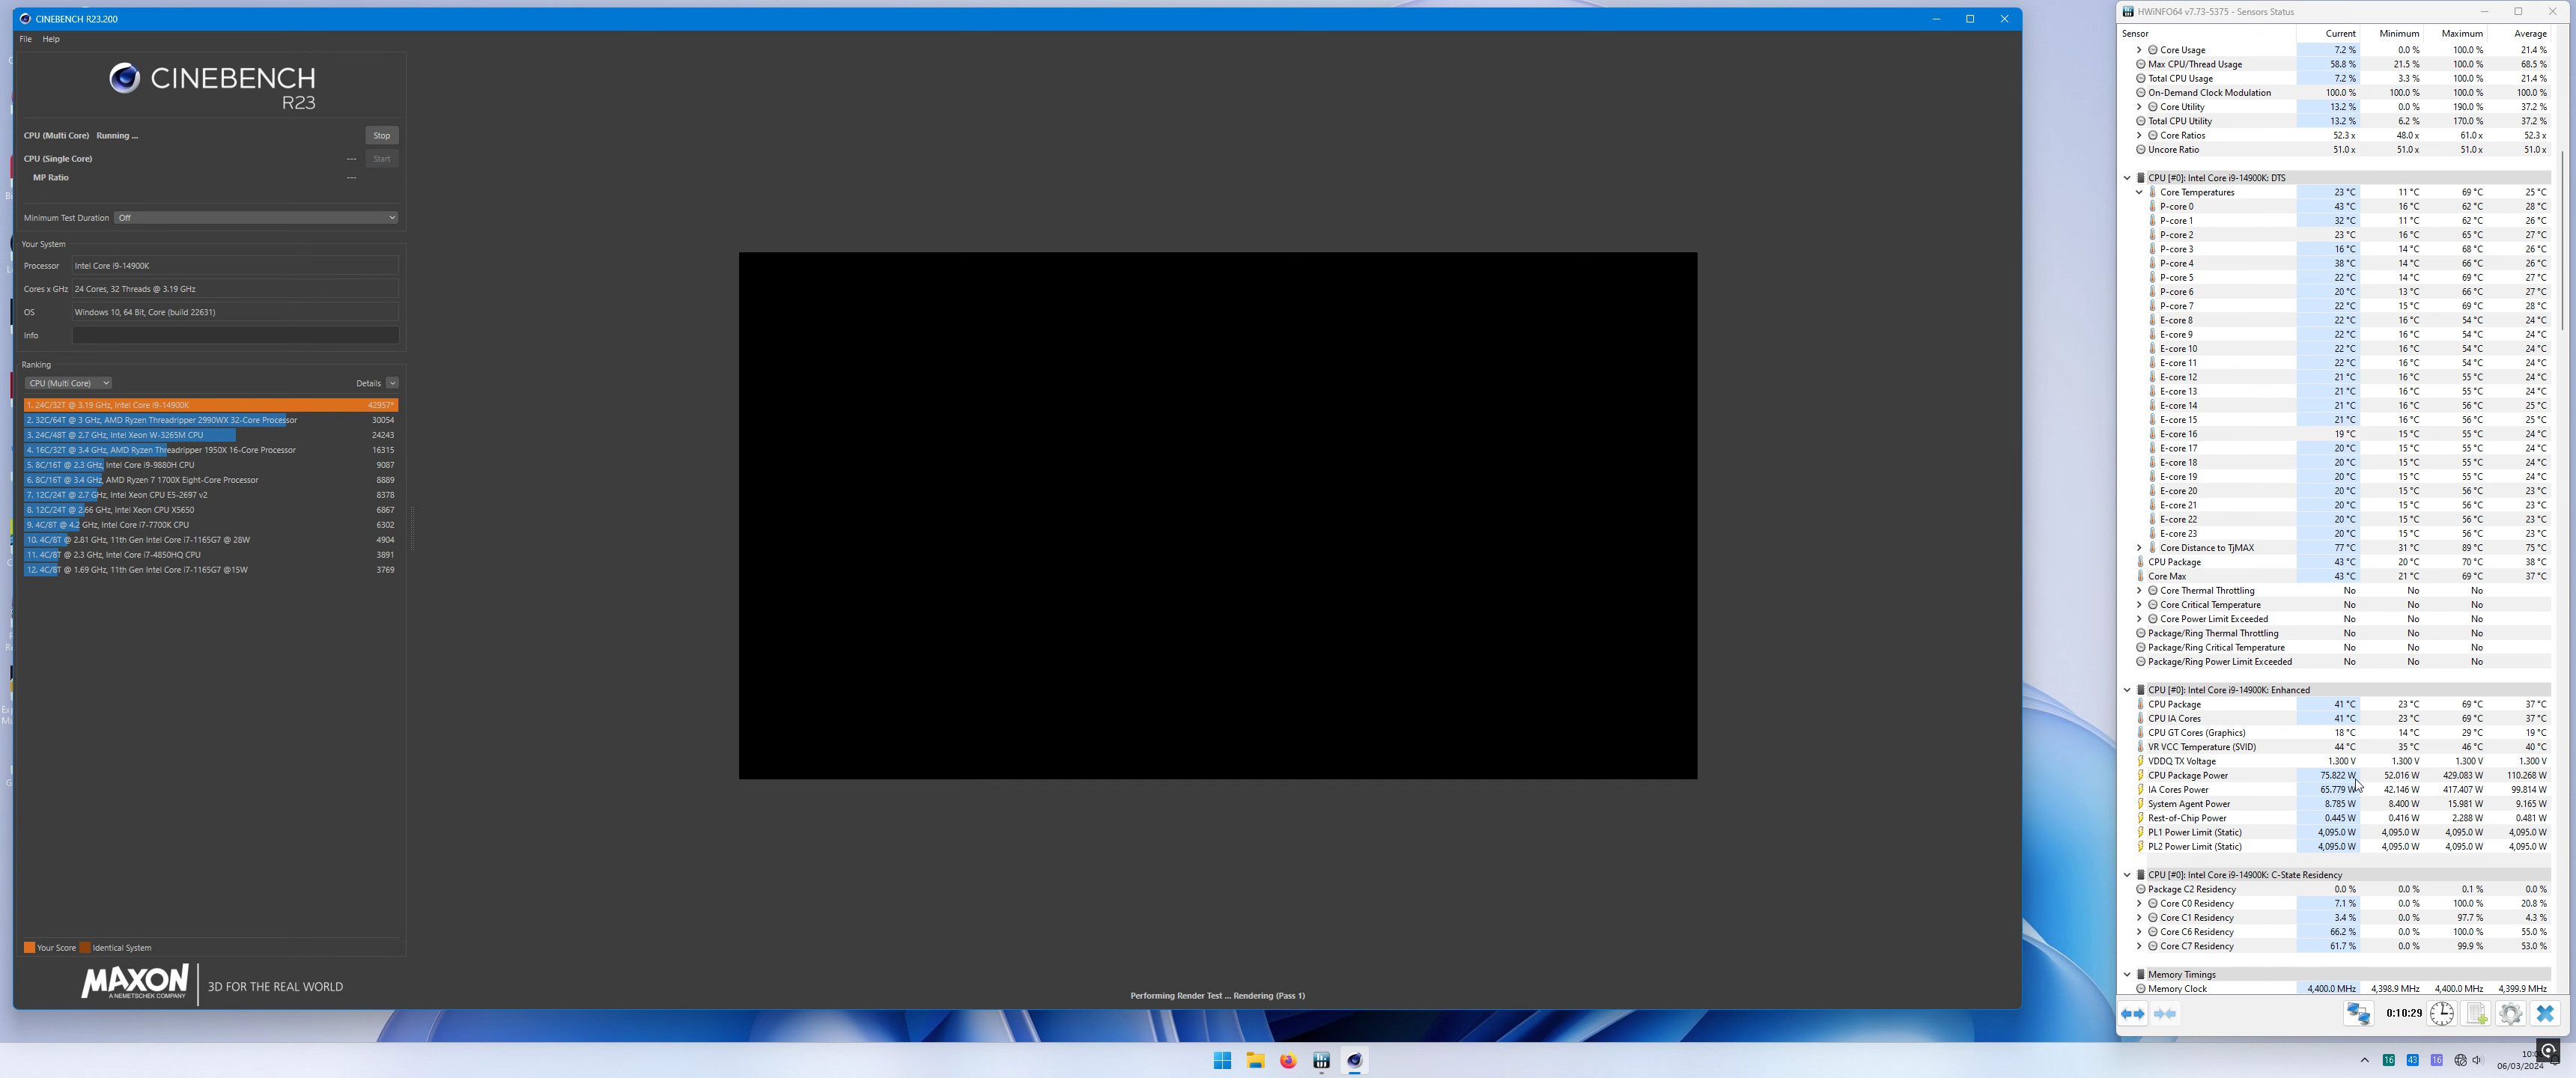 CINEBENCH R23.200
File Help
CINEBENCH
R23
CPU (Multi Core) Running ... Stop
CPU (Single Core) --- Start
MP Ratio ---
Minimum Test Duration Off
Your System
Processor Intel Core i9-14900K
Cores x GHz 24 Cores, 32 Threads @ 3.19 GHz
OS Windows 10, 64 Bit, Core (build 22631)
Info
Ranking
CPU (Multi Core) Details
1. 24C/32T @ 3.19 GHz, Intel Core i9-14900K 42957*
2. 32C/64T @ 3 GHz, AMD Ryzen Threadripper 2990WX 32-Core Processor 30054
3. 24C/48T @ 2.7 GHz, Intel Xeon W-3265M CPU 24243
4. 16C/32T @ 3.4 GHz, AMD Ryzen Threadripper 1950X 16-Core Processor 16315
5. 8C/16T @ 2.3 GHz, Intel Core i9-9880H CPU 9087
6. 8C/16T @ 3.4 GHz, AMD Ryzen 7 1700X Eight-Core Processor 8889
7. 12C/24T @ 2.7 GHz, Intel Xeon CPU E5-2697 v2 8378
8. 12C/24T @ 2.66 GHz, Intel Xeon CPU X5650 6867
9. 4C/8T @ 4.2 GHz, Intel Core i7-7700K CPU 6302
10. 4C/8T @ 2.81 GHz, 11th Gen Intel Core i7-1165G7 @ 28W 4904
11. 4C/8T @ 2.3 GHz, Intel Core i7-4850HQ CPU 3891
12. 4C/8T @ 1.69 GHz, 11th Gen Intel Core i7-1165G7 @15W 3769
Your Score Identical System
MAXON
A NEMETSCHEK COMPANY
3D FOR THE REAL WORLD
Performing Render Test ... Rendering (Pass 1)
HWiNFO64 v7.73-5375 - Sensors Status
Sensor Current Minimum Maximum Average
Core Usage 7.2 % 0.0 % 100.0 % 21.4 %
Max CPU/Thread Usage 58.8 % 21.5 % 100.0 % 68.5 %
Total CPU Usage 7.2 % 3.3 % 100.0 % 21.4 %
On-Demand Clock Modulation 100.0 % 100.0 % 100.0 % 100.0 %
Core Utility 13.2 % 0.0 % 190.0 % 37.2 %
Total CPU Utility 13.2 % 6.2 % 170.0 % 37.2 %
Core Ratios 52.3 x 48.0 x 61.0 x 52.3 x
Uncore Ratio 51.0 x 51.0 x 51.0 x 51.0 x
CPU [#0]: Intel Core i9-14900K: DTS
Core Temperatures 23 °C 11 °C 69 °C 25 °C
P-core 0 43 °C 16 °C 62 °C 28 °C
P-core 1 32 °C 11 °C 62 °C 26 °C
P-core 2 23 °C 16 °C 65 °C 27 °C
P-core 3 16 °C 14 °C 68 °C 26 °C
P-core 4 38 °C 14 °C 66 °C 26 °C
P-core 5 22 °C 14 °C 69 °C 27 °C
P-core 6 20 °C 13 °C 66 °C 27 °C
P-core 7 22 °C 15 °C 69 °C 28 °C
E-core 8 22 °C 16 °C 54 °C 24 °C
E-core 9 22 °C 16 °C 54 °C 24 °C
E-core 10 22 °C 16 °C 54 °C 24 °C
E-core 11 22 °C 16 °C 54 °C 24 °C
E-core 12 21 °C 16 °C 55 °C 24 °C
E-core 13 21 °C 16 °C 55 °C 24 °C
E-core 14 21 °C 16 °C 56 °C 25 °C
E-core 15 21 °C 16 °C 56 °C 25 °C
E-core 16 19 °C 15 °C 55 °C 24 °C
E-core 17 20 °C 15 °C 55 °C 24 °C
E-core 18 20 °C 15 °C 55 °C 24 °C
E-core 19 20 °C 15 °C 55 °C 24 °C
E-core 20 20 °C 15 °C 56 °C 23 °C
E-core 21 20 °C 15 °C 56 °C 23 °C
E-core 22 20 °C 15 °C 56 °C 23 °C
E-core 23 20 °C 15 °C 56 °C 23 °C
Core Distance to TjMAX 77 °C 31 °C 89 °C 75 °C
CPU Package 43 °C 20 °C 70 °C 38 °C
Core Max 43 °C 21 °C 69 °C 37 °C
Core Thermal Throttling No No No
Core Critical Temperature No No No
Core Power Limit Exceeded No No No
Package/Ring Thermal Throttling No No No
Package/Ring Critical Temperature No No No
Package/Ring Power Limit Exceeded No No No
CPU [#0]: Intel Core i9-14900K: Enhanced
CPU Package 41 °C 23 °C 69 °C 37 °C
CPU IA Cores 41 °C 23 °C 69 °C 37 °C
CPU GT Cores (Graphics) 18 °C 14 °C 29 °C 19 °C
VR VCC Temperature (SVID) 44 °C 35 °C 46 °C 40 °C
VDDQ TX Voltage 1.300 V 1.300 V 1.300 V 1.300 V
CPU Package Power 75.822 W 52.016 W 429.083 W 110.268 W
IA Cores Power 65.779 W 42.146 W 417.407 W 99.814 W
System Agent Power 8.785 W 8.400 W 15.981 W 9.165 W
Rest-of-Chip Power 0.445 W 0.416 W 2.288 W 0.481 W
PL1 Power Limit (Static) 4,095.0 W 4,095.0 W 4,095.0 W 4,095.0 W
PL2 Power Limit (Static) 4,095.0 W 4,095.0 W 4,095.0 W 4,095.0 W
CPU [#0]: Intel Core i9-14900K: C-State Residency
Package C2 Residency 0.0 % 0.0 % 0.1 % 0.0 %
Core C0 Residency 7.1 % 0.0 % 100.0 % 20.8 %
Core C1 Residency 3.4 % 0.0 % 97.7 % 4.3 %
Core C6 Residency 66.2 % 0.0 % 100.0 % 55.0 %
Core C7 Residency 61.7 % 0.0 % 99.9 % 53.0 %
Memory Timings
Memory Clock 4,400.0 MHz 4,398.9 MHz 4,400.0 MHz 4,399.9 MHz
0:10:29
16 43 16
06/03/2024